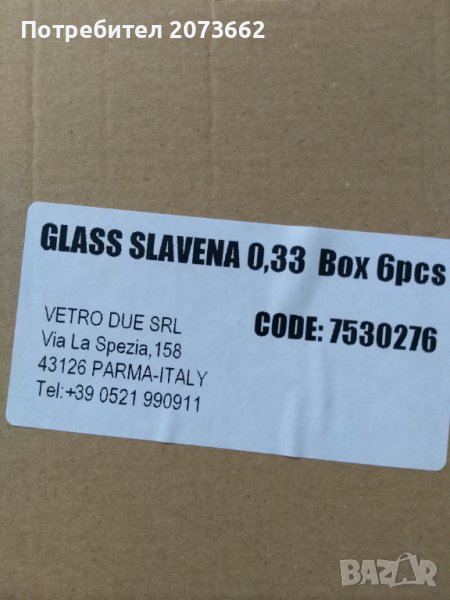 Потребител 2073662
GLASS SLAVENA 0,33 Box 6pcs
VETRO DUE SRL
CODE: 7530276
Via La Spezia,158
43126 PARMA-ITALY
Tel:+39 0521 990911
BAZAR